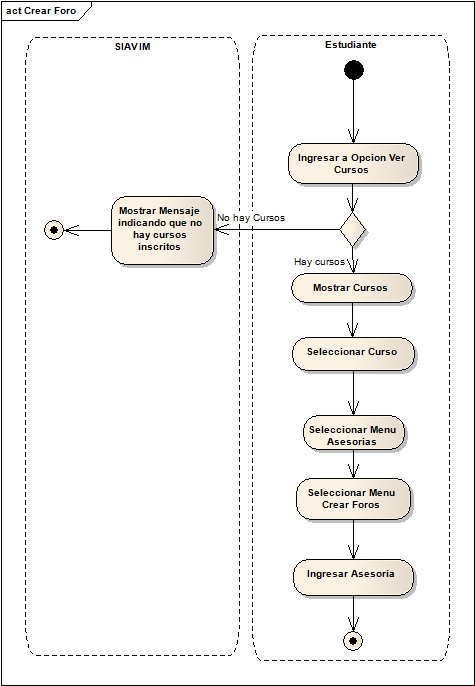 act Crear Foro
SIAVIM
Estudiante
Ingresar a Opcion Ver
Cursos
No hay Cursos
Mostrar Mensaje
indicando que no
hay cursos
inscritos
Hay cursos
Mostrar Cursos
Seleccionar Curso
Seleccionar Menu
Asesorias
Seleccionar Menu
Crear Foros
Ingresar Asesoria